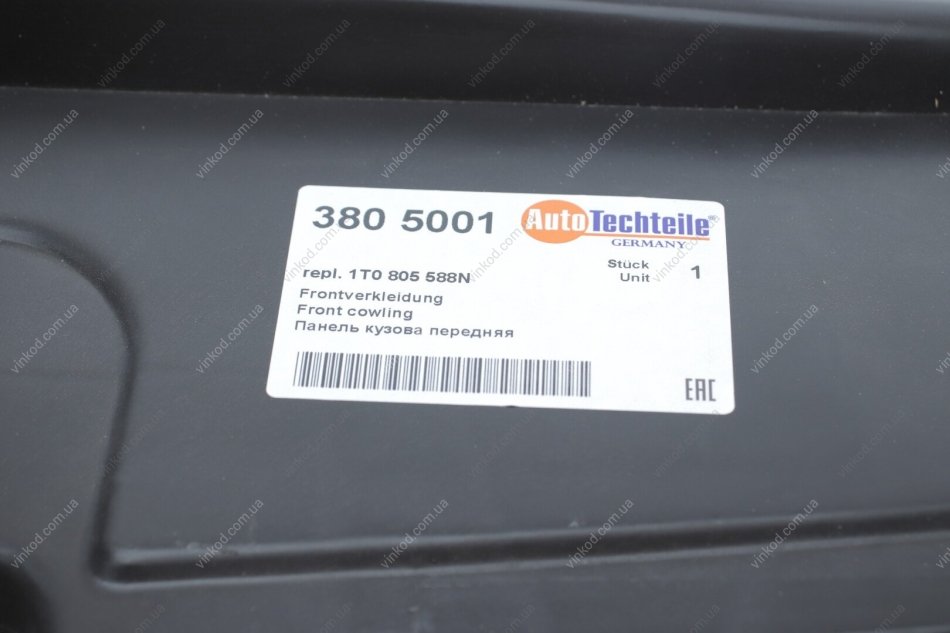 380 5001
AutoTechteile®
GERMANY
repl. 1T0 805 588N
Stück
Unit 1
Frontverkleidung
Front cowling
Панель кузова передняя
EAC
vinkod.com.ua